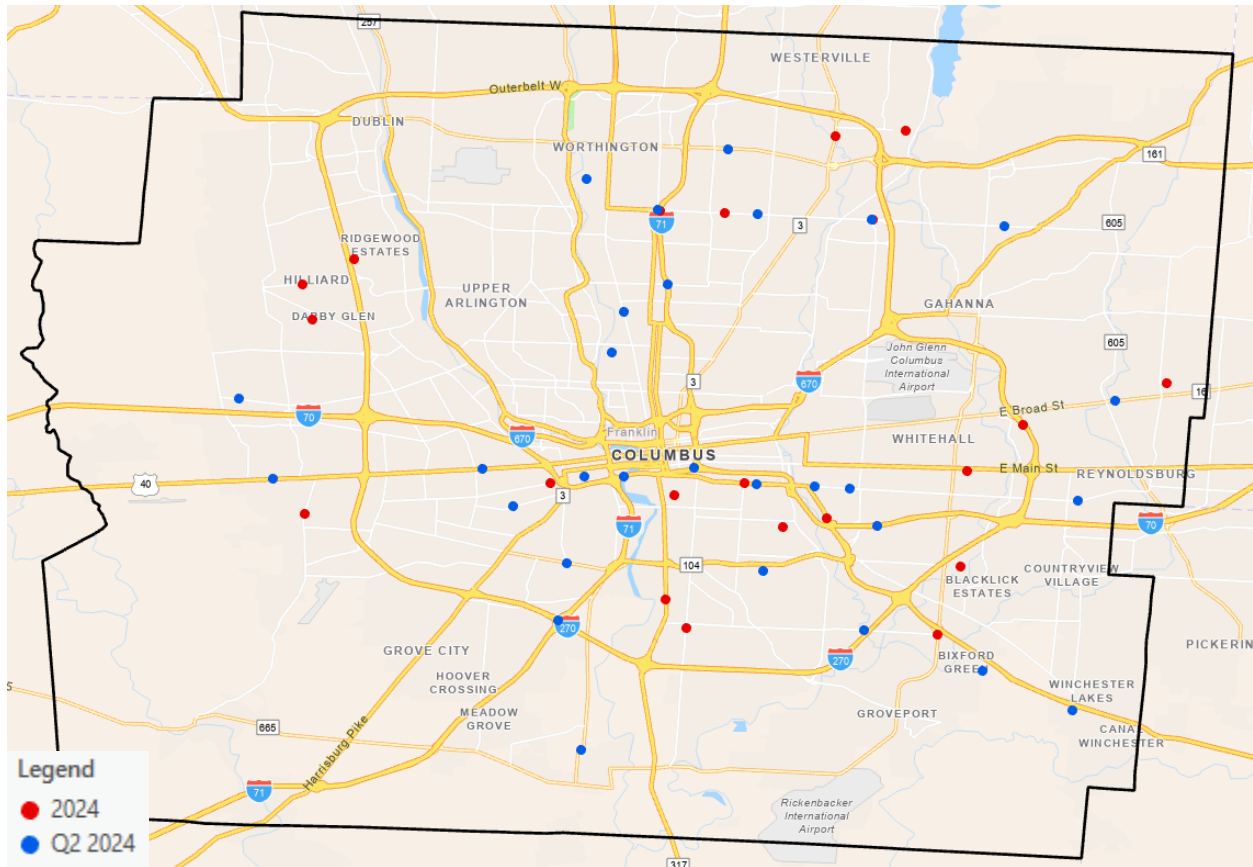 257
WESTERVILLE
Outerbelt W
DUBLIN
WORTHINGTON
161
71
3
605
RIDGEWOOD
ESTATES
HILLIARD
UPPER
ARLINGTON
DARBY GLEN
GAHANNA
605
John Glenn
Columbus
International
Airport
3
670
16
70
E Broad St
Franklin
670
WHITEHALL
COLUMBUS
E Main St
REYNOLDSBURG
40
3
71
70
104
COUNTRYVIEW
VILLAGE
BLACKLICK
ESTATES
270
GROVE CITY
PICKERIN
BIXFORD
GREEN
270
HOOVER
CROSSING
WINCHESTER
LAKES
MEADOW
GROVE
GROVEPORT
S
665
CANAL
WINCHESTER
Harrisburg Pike
Legend
71
2024
Rickenbacker
International
Airport
Q2 2024
317